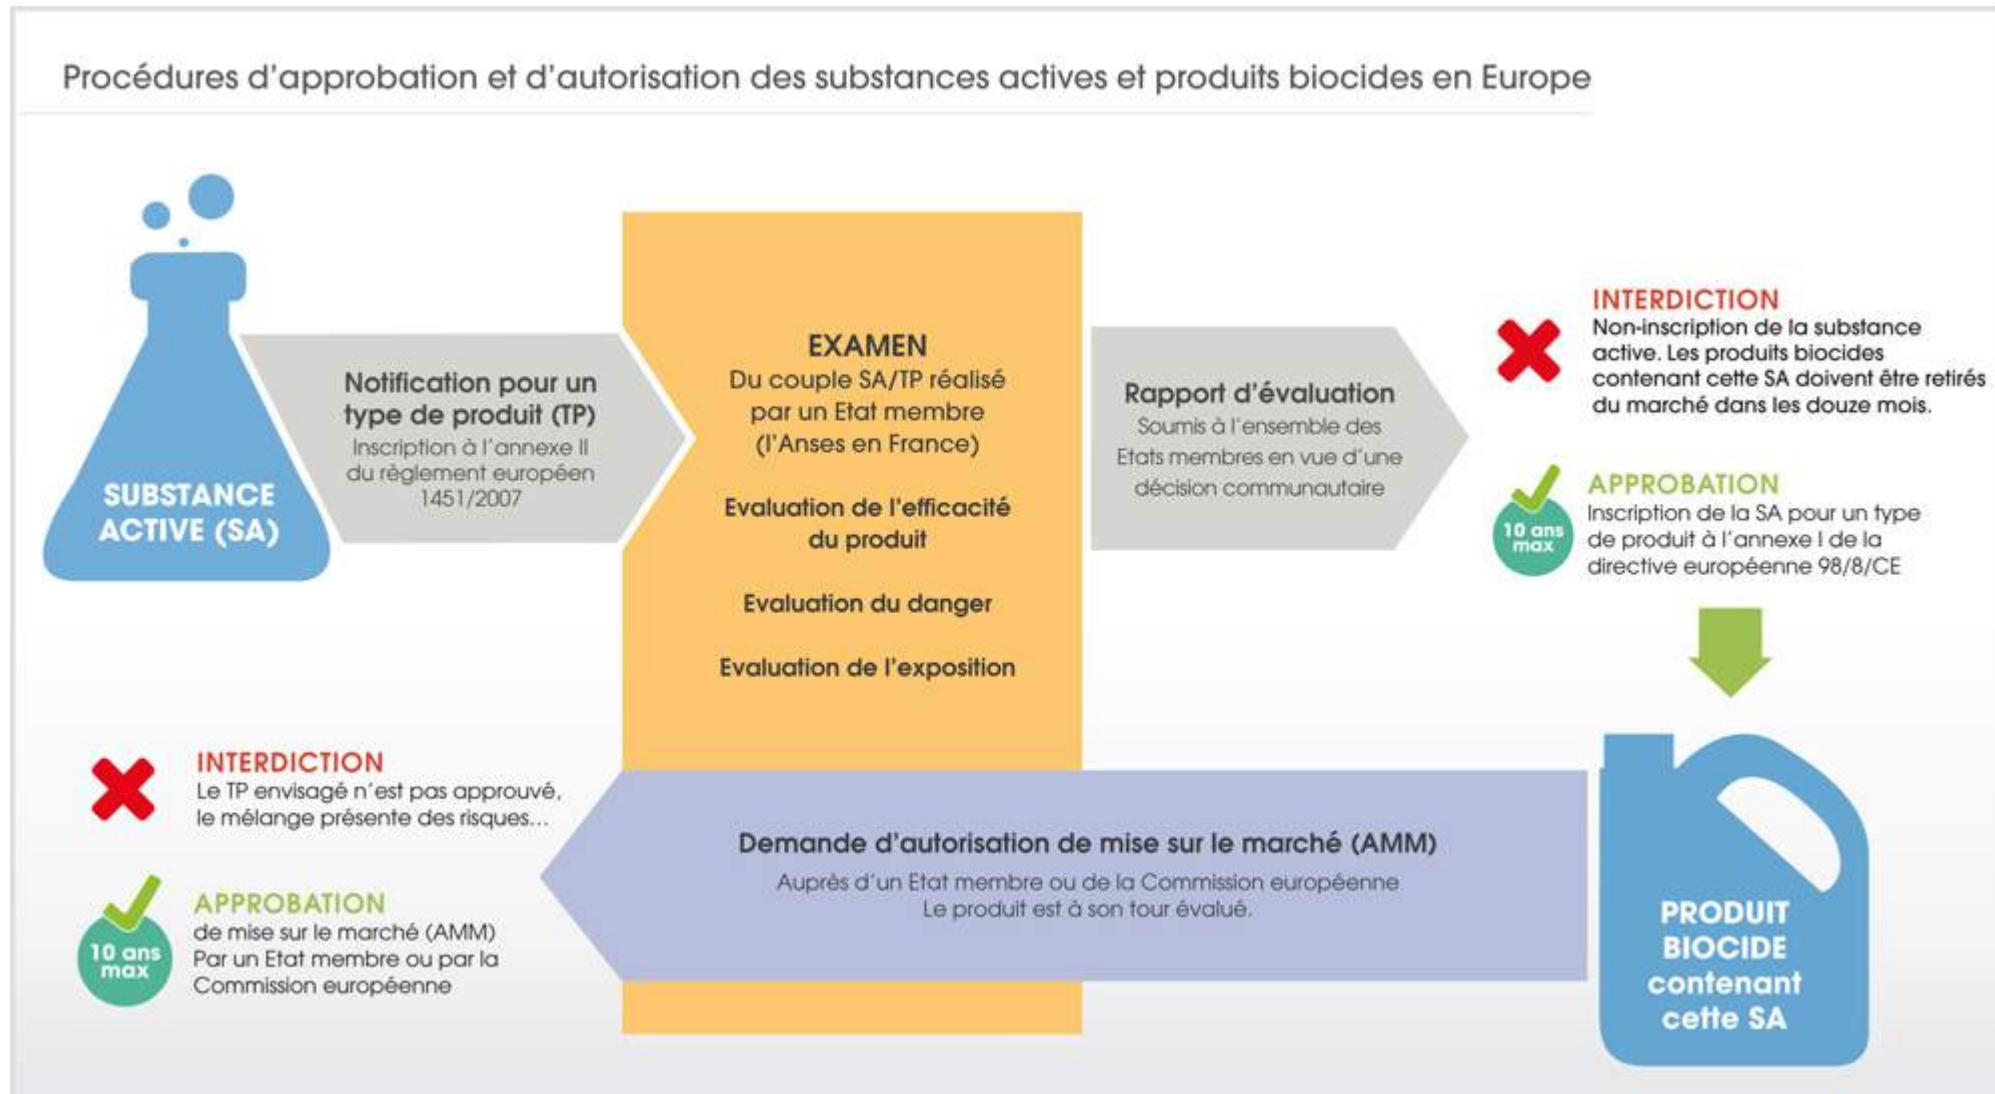 Procédures d'approbation et d'autorisation des substances actives et produits biocides en Europe
SUBSTANCE
ACTIVE (SA)
Notification pour un
type de produit (TP)
Inscription à l'annexe II
du règlement européen
1451/2007
EXAMEN
Du couple SA/TP réalisé
par un Etat membre
(l'Anses en France)
Evaluation de l'efficacité
du produit
Evaluation du danger
Evaluation de l'exposition
Rapport d'évaluation
Soumis à l'ensemble des
Etats membres en vue d'une
décision communautaire
INTERDICTION
Non-inscription de la substance
active. Les produits biocides
contenant cette SA doivent être retirés
du marché dans les douze mois.
10 ans
max
APPROBATION
Inscription de la SA pour un type
de produit à l'annexe I de la
directive européenne 98/8/CE
PRODUIT
BIOCIDE
contenant
cette SA
Demande d'autorisation de mise sur le marché (AMM)
Auprès d'un Etat membre ou de la Commission européenne
Le produit est à son tour évalué.
INTERDICTION
Le TP envisagé n'est pas approuvé,
le mélange présente des risques...
10 ans
max
APPROBATION
de mise sur le marché (AMM)
Par un Etat membre ou par la
Commission européenne